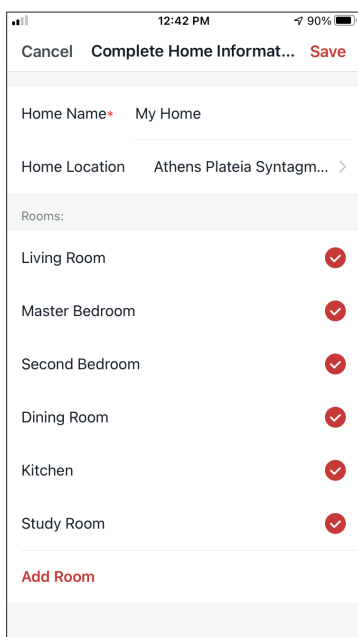 12:42 PM 90%
Cancel Complete Home Informat... Save
Home Name* My Home
Home Location Athens Plateia Syntagm...
Rooms:
Living Room
Master Bedroom
Second Bedroom
Dining Room
Kitchen
Study Room
Add Room